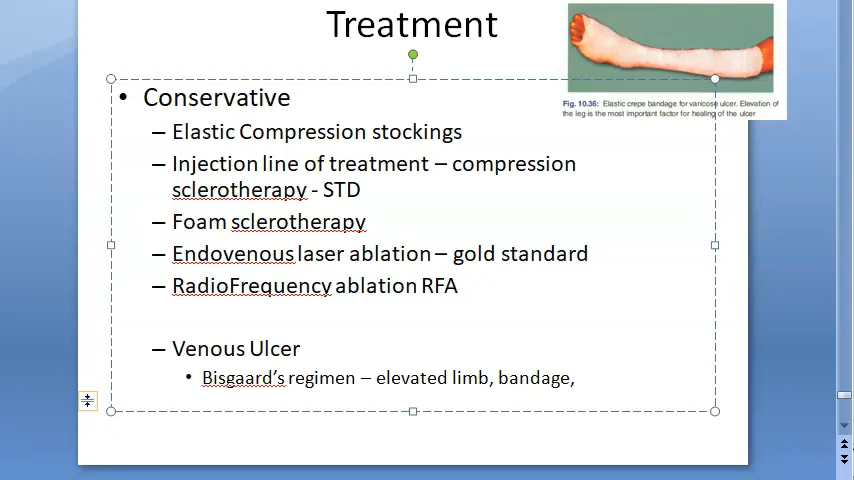 Treatment
Fig. 10.36: Elastic crepe bandage for varicose ulcer. Elevation of
the leg is the most important factor for healing of the ulcer
• Conservative
– Elastic Compression stockings
– Injection line of treatment – compression
sclerotherapy - STD
– Foam sclerotherapy
– Endovenous laser ablation – gold standard
– RadioFrequency ablation RFA
– Venous Ulcer
• Bisgaard’s regimen – elevated limb, bandage,